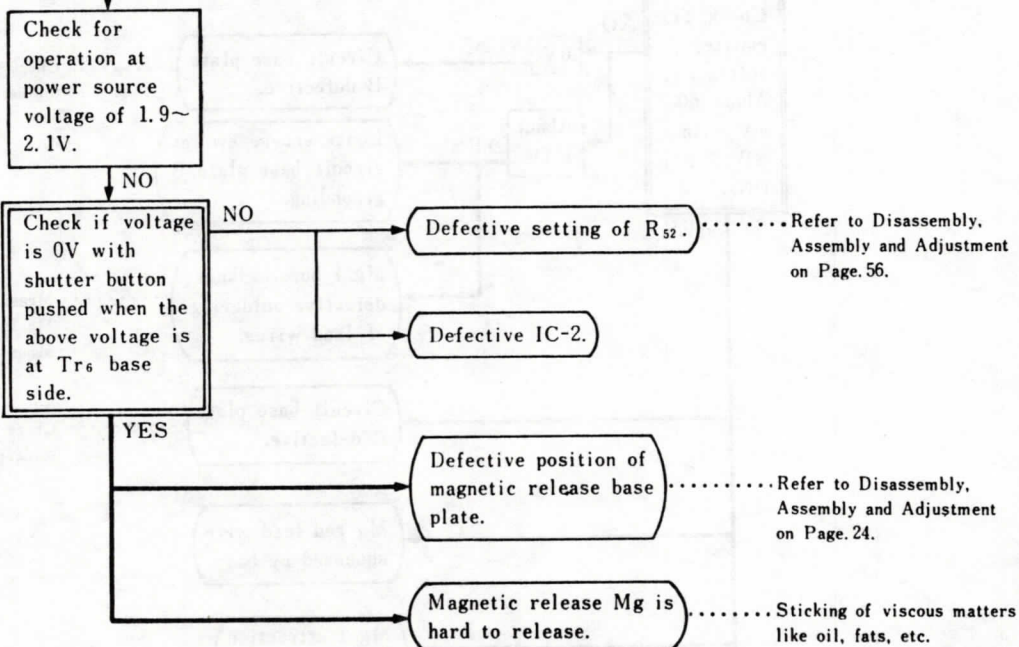 Check for
operation at
power source
voltage of 1.9~
2.1V.
NO
Check if voltage
is 0V with
shutter button
pushed when the
above voltage is
at Tr₆ base
side.
NO
Defective setting of R₅₂.
Refer to Disassembly,
Assembly and Adjustment
on Page. 56.
Defective IC-2.
YES
Defective position of
magnetic release base
plate.
Refer to Disassembly,
Assembly and Adjustment
on Page. 24.
Magnetic release Mg is
hard to release.
Sticking of viscous matters
like oil, fats, etc.